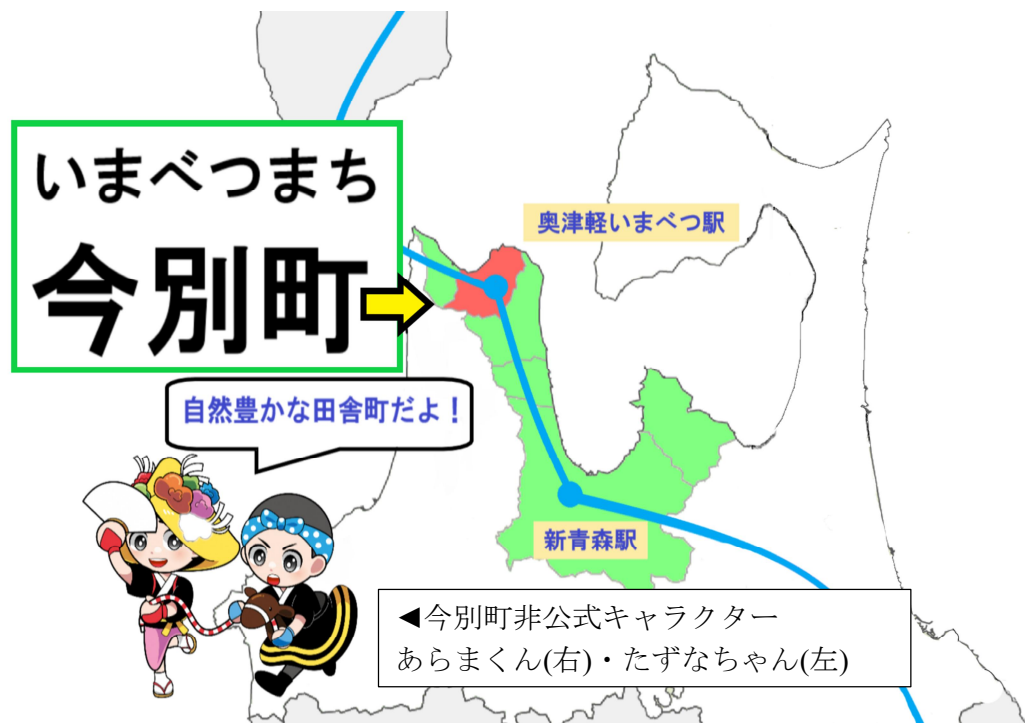 いまべつまち
今別町
奥津軽いまべつ駅
自然豊かな田舎町だよ！
新青森駅
◀今別町非公式キャラクター
あらまくん(右)・たずなちゃん(左)